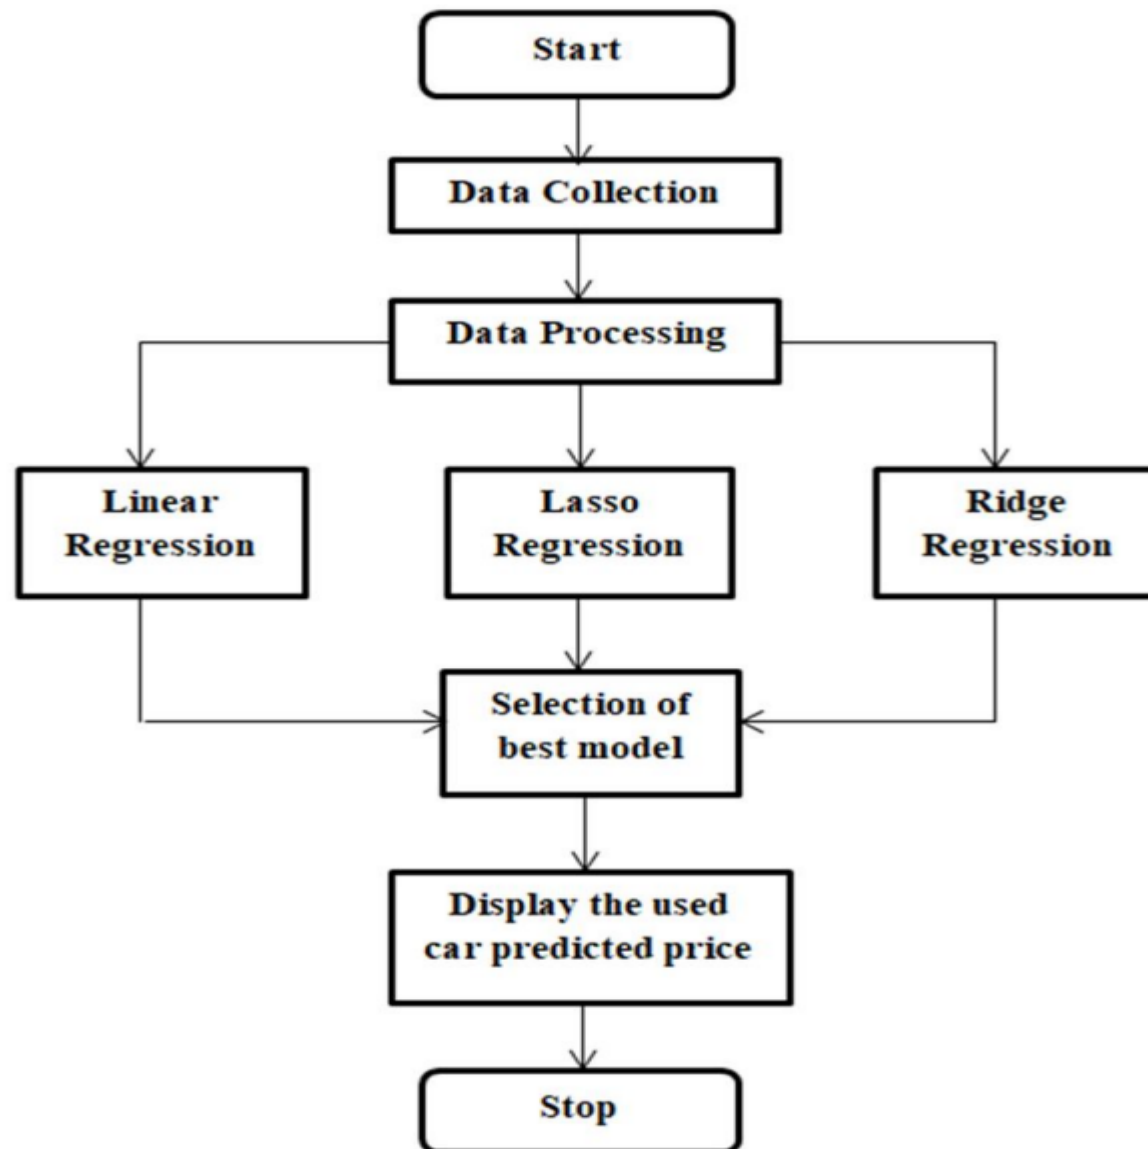 Start
Data Collection
Data Processing
Linear
Regression
Lasso
Regression
Ridge
Regression
Selection of
best model
Display the used
car predicted price
Stop